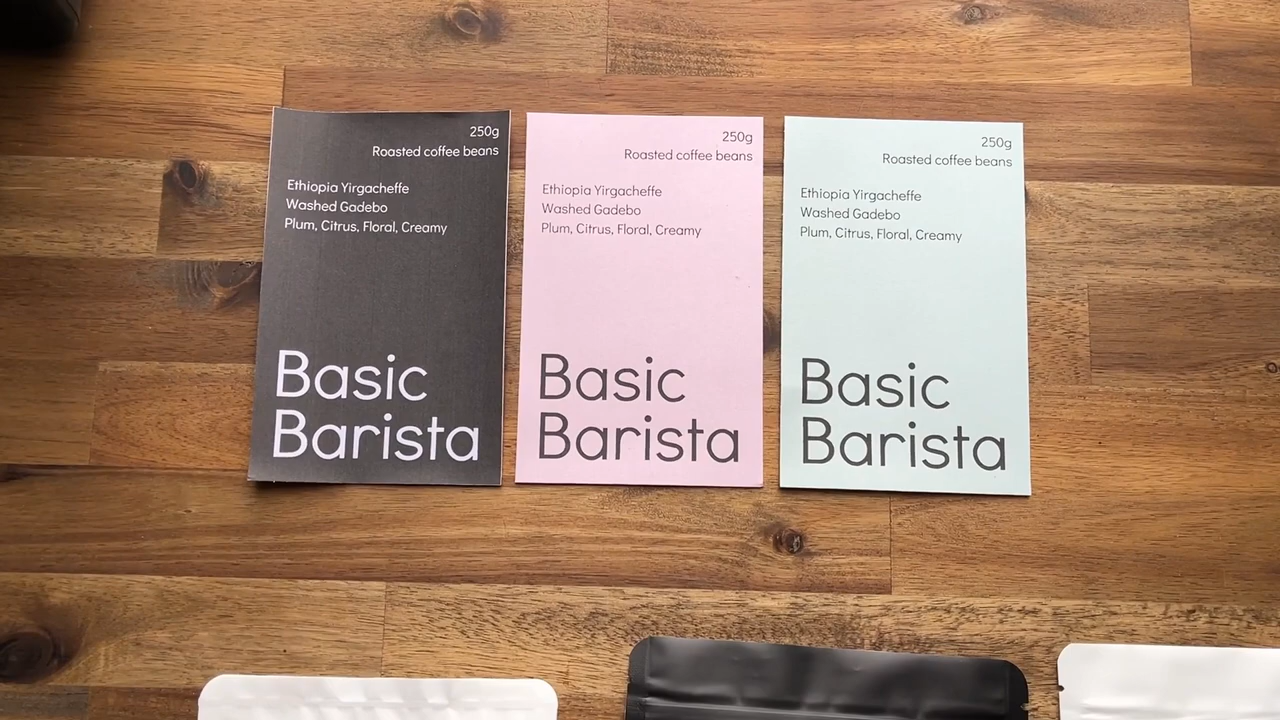 250g
Roasted coffee beans
Ethiopia Yirgacheffe
Washed Gadebo
Plum, Citrus, Floral, Creamy
Basic
Barista
250g
Roasted coffee beans
Ethiopia Yirgacheffe
Washed Gadebo
Plum, Citrus, Floral, Creamy
Basic
Barista
250g
Roasted coffee beans
Ethiopia Yirgacheffe
Washed Gadebo
Plum, Citrus, Floral, Creamy
Basic
Barista